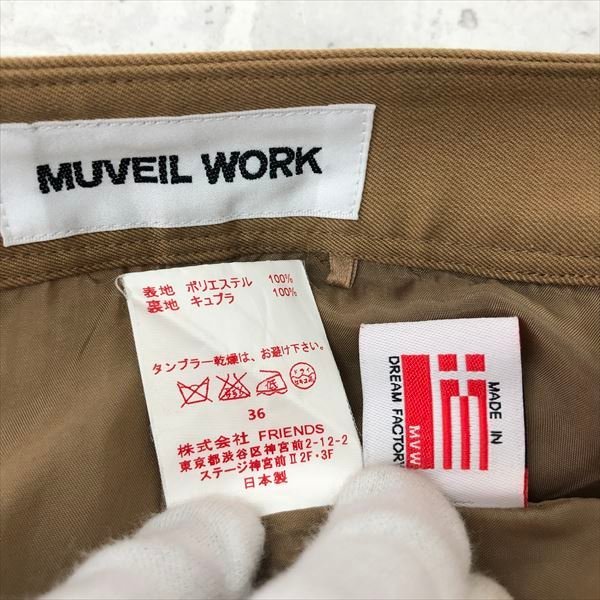 MUVEIL WORK
表地 ポリエステル 100%
裏地 キュプラ 100%
タンブラー乾燥は、お避け下さい。
36
株式会社 FRIENDS
東京都渋谷区神宮前2-12-2
ステージ神宮前Ⅱ2F・3F
日本製
MADE IN
DREAM FACTORY
MVW